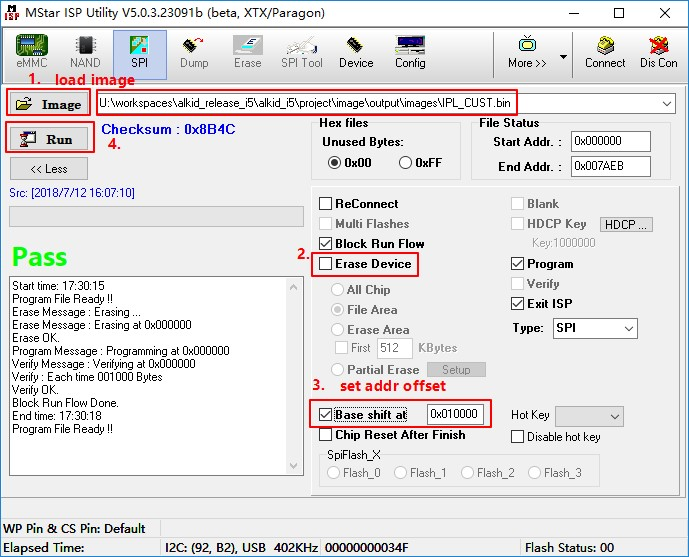 M ISP
MStar ISP Utility V5.0.3.23091b (beta, XTX/Paragon)
eMMC NAND SPI Dump Erase SPI Tool Device Config More >> Connect Dis Con
1. load image
Image
U:\workspaces\alkid_release_i5\alkid_i5\project\image\output\images\IPL_CUST.bin
Run
4.
Checksum : 0x8B4C
<< Less
Src: [2018/7/12 16:07:10]
Hex files
Unused Bytes:
0x00 0xFF
File Status
Start Addr. : 0x000000
End Addr. : 0x007AEB
Pass
Start time: 17:30:15
Program File Ready !!
Erase Message : Erasing ...
Erase Message : Erasing at 0x000000
Erase OK.
Program Message : Programming at 0x000000
Verify Message : Verifying at 0x000000
Verify : Each time 001000 Bytes
Verify OK.
Block Run Flow Done.
End time: 17:30:18
Program File Ready !!
ReConnect
Multi Flashes
Block Run Flow
2. Erase Device
All Chip
File Area
Erase Area
First 512 KBytes
Partial Erase Setup
3. set addr offset
Base shift at 0x010000
Chip Reset After Finish
Blank
HDCP Key HDCP ...
Key:1000000
Program
Verify
Exit ISP
Type: SPI
Hot Key
Disable hot key
SpiFlash_X
Flash_0 Flash_1 Flash_2 Flash_3
WP Pin & CS Pin: Default
Elapsed Time: I2C: (92, B2), USB 402KHz 00000000034F Flash Status: 00